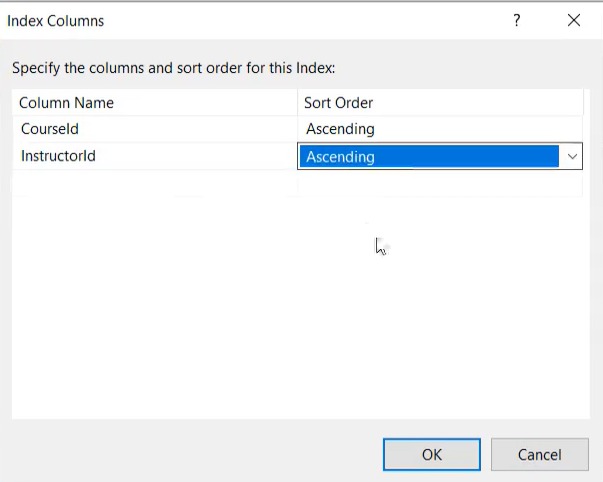 Index Columns ?
Specify the columns and sort order for this Index:
Column Name Sort Order
CourseId Ascending
InstructorId Ascending
OK Cancel